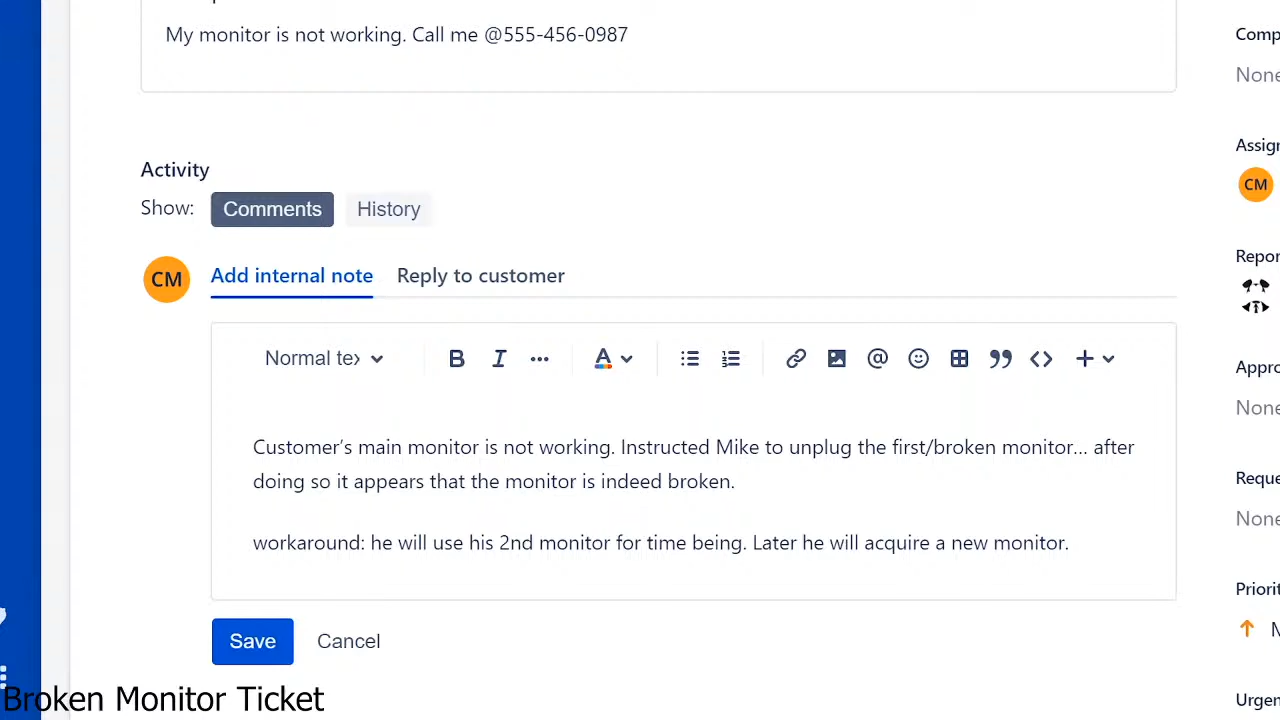 My monitor is not working. Call me @555-456-0987
Comp
None
Activity
Assign
Show: Comments History
CM
CM Add internal note Reply to customer
Repor
Normal tex
Appro
None
Customer's main monitor is not working. Instructed Mike to unplug the first/broken monitor... after
doing so it appears that the monitor is indeed broken.
Reque
None
workaround: he will use his 2nd monitor for time being. Later he will acquire a new monitor.
Priorit
Save Cancel
Broken Monitor Ticket
Urgen